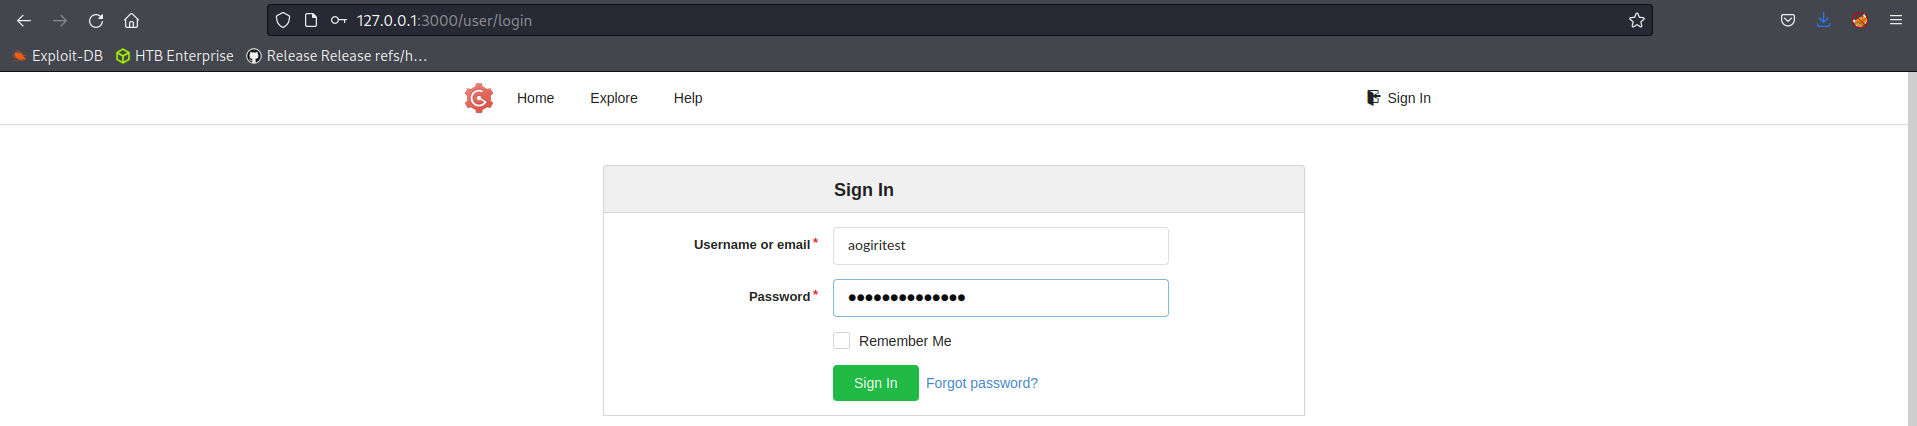 127.0.0.1:3000/user/login
Exploit-DB HTB Enterprise Release Release refs/h...
Home Explore Help Sign In
Sign In
Username or email* aogiritest
Password* ●●●●●●●●●●●●●●
Remember Me
Sign In Forgot password?